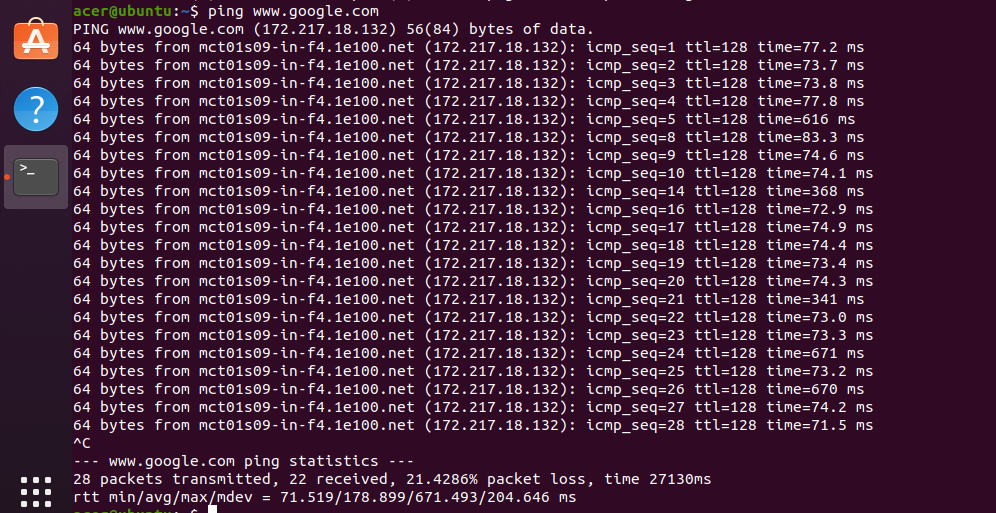 acer@ubuntu:~$ ping www.google.com
PING www.google.com (172.217.18.132) 56(84) bytes of data.
64 bytes from mct01s09-in-f4.1e100.net (172.217.18.132): icmp_seq=1 ttl=128 time=77.2 ms
64 bytes from mct01s09-in-f4.1e100.net (172.217.18.132): icmp_seq=2 ttl=128 time=73.7 ms
64 bytes from mct01s09-in-f4.1e100.net (172.217.18.132): icmp_seq=3 ttl=128 time=73.8 ms
64 bytes from mct01s09-in-f4.1e100.net (172.217.18.132): icmp_seq=4 ttl=128 time=77.8 ms
64 bytes from mct01s09-in-f4.1e100.net (172.217.18.132): icmp_seq=5 ttl=128 time=616 ms
64 bytes from mct01s09-in-f4.1e100.net (172.217.18.132): icmp_seq=8 ttl=128 time=83.3 ms
64 bytes from mct01s09-in-f4.1e100.net (172.217.18.132): icmp_seq=9 ttl=128 time=74.6 ms
64 bytes from mct01s09-in-f4.1e100.net (172.217.18.132): icmp_seq=10 ttl=128 time=74.1 ms
64 bytes from mct01s09-in-f4.1e100.net (172.217.18.132): icmp_seq=14 ttl=128 time=368 ms
64 bytes from mct01s09-in-f4.1e100.net (172.217.18.132): icmp_seq=16 ttl=128 time=72.9 ms
64 bytes from mct01s09-in-f4.1e100.net (172.217.18.132): icmp_seq=17 ttl=128 time=74.9 ms
64 bytes from mct01s09-in-f4.1e100.net (172.217.18.132): icmp_seq=18 ttl=128 time=74.4 ms
64 bytes from mct01s09-in-f4.1e100.net (172.217.18.132): icmp_seq=19 ttl=128 time=73.4 ms
64 bytes from mct01s09-in-f4.1e100.net (172.217.18.132): icmp_seq=20 ttl=128 time=74.3 ms
64 bytes from mct01s09-in-f4.1e100.net (172.217.18.132): icmp_seq=21 ttl=128 time=341 ms
64 bytes from mct01s09-in-f4.1e100.net (172.217.18.132): icmp_seq=22 ttl=128 time=73.0 ms
64 bytes from mct01s09-in-f4.1e100.net (172.217.18.132): icmp_seq=23 ttl=128 time=73.3 ms
64 bytes from mct01s09-in-f4.1e100.net (172.217.18.132): icmp_seq=24 ttl=128 time=671 ms
64 bytes from mct01s09-in-f4.1e100.net (172.217.18.132): icmp_seq=25 ttl=128 time=73.2 ms
64 bytes from mct01s09-in-f4.1e100.net (172.217.18.132): icmp_seq=26 ttl=128 time=670 ms
64 bytes from mct01s09-in-f4.1e100.net (172.217.18.132): icmp_seq=27 ttl=128 time=74.2 ms
64 bytes from mct01s09-in-f4.1e100.net (172.217.18.132): icmp_seq=28 ttl=128 time=71.5 ms
^C
--- www.google.com ping statistics ---
28 packets transmitted, 22 received, 21.4286% packet loss, time 27130ms
rtt min/avg/max/mdev = 71.519/178.899/671.493/204.646 ms
acer@ubuntu:~$